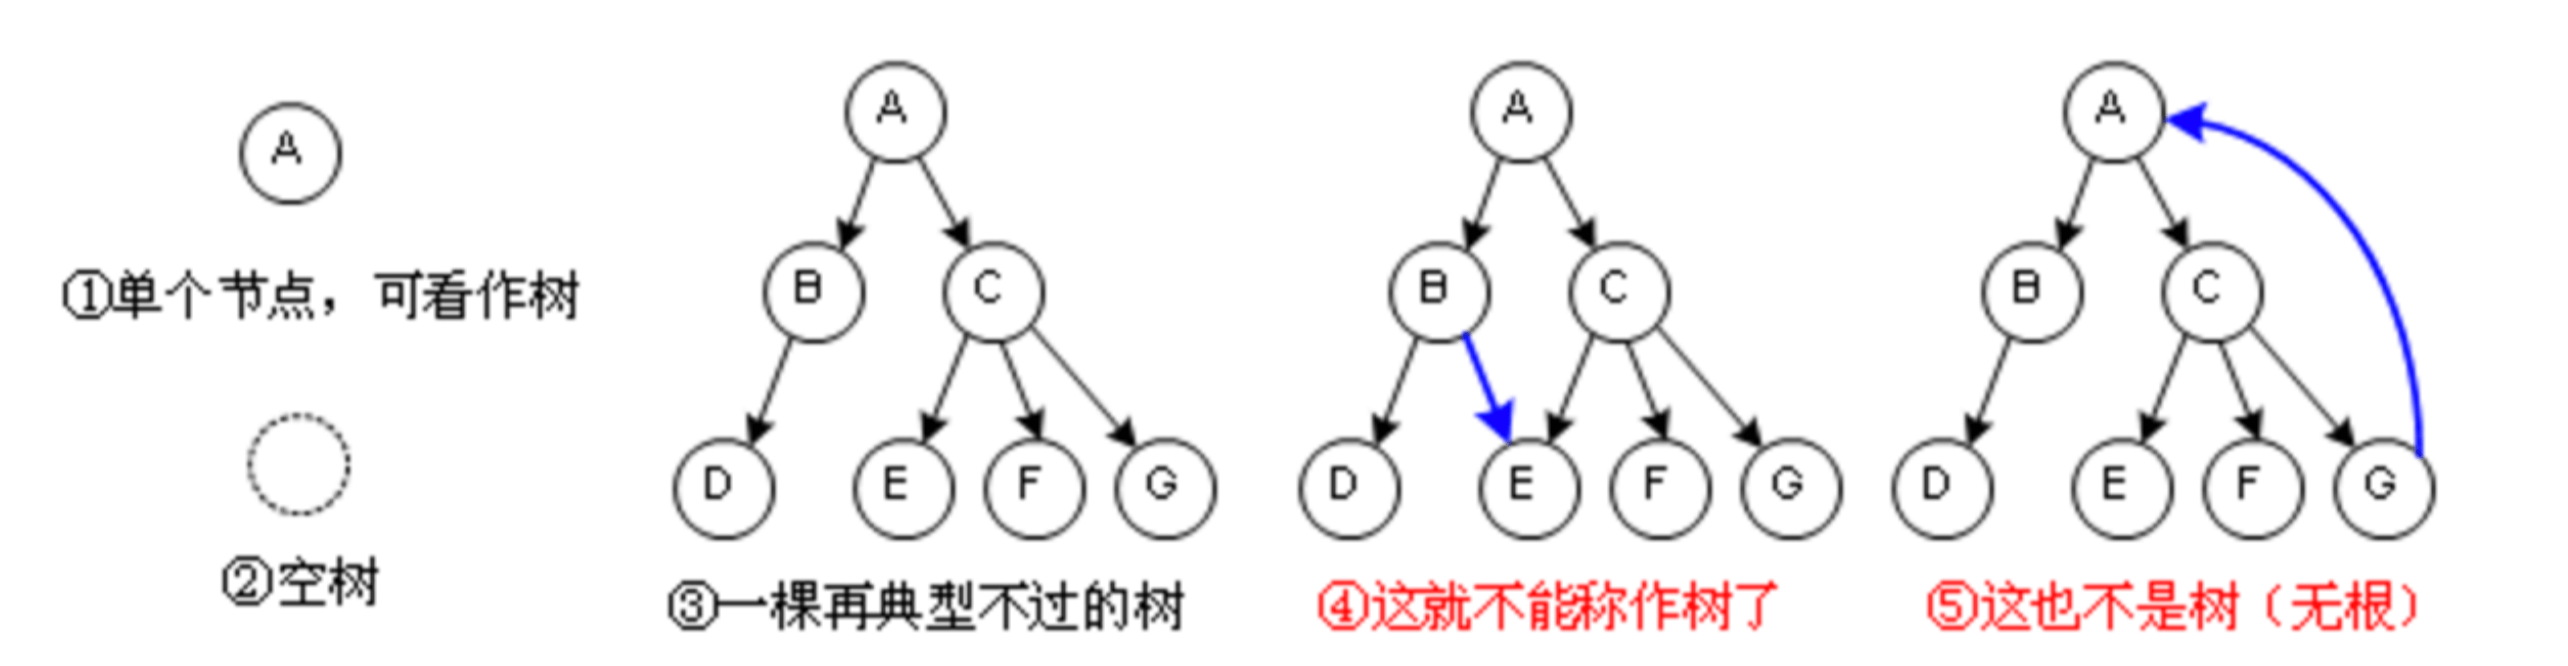 A
①单个节点，可看作树
②空树
A
B C
D E F G
③一棵再典型不过的树
A
B C
D E F G
④这就不能称作树了
A
B C
D E F G
⑤这也不是树（无根）